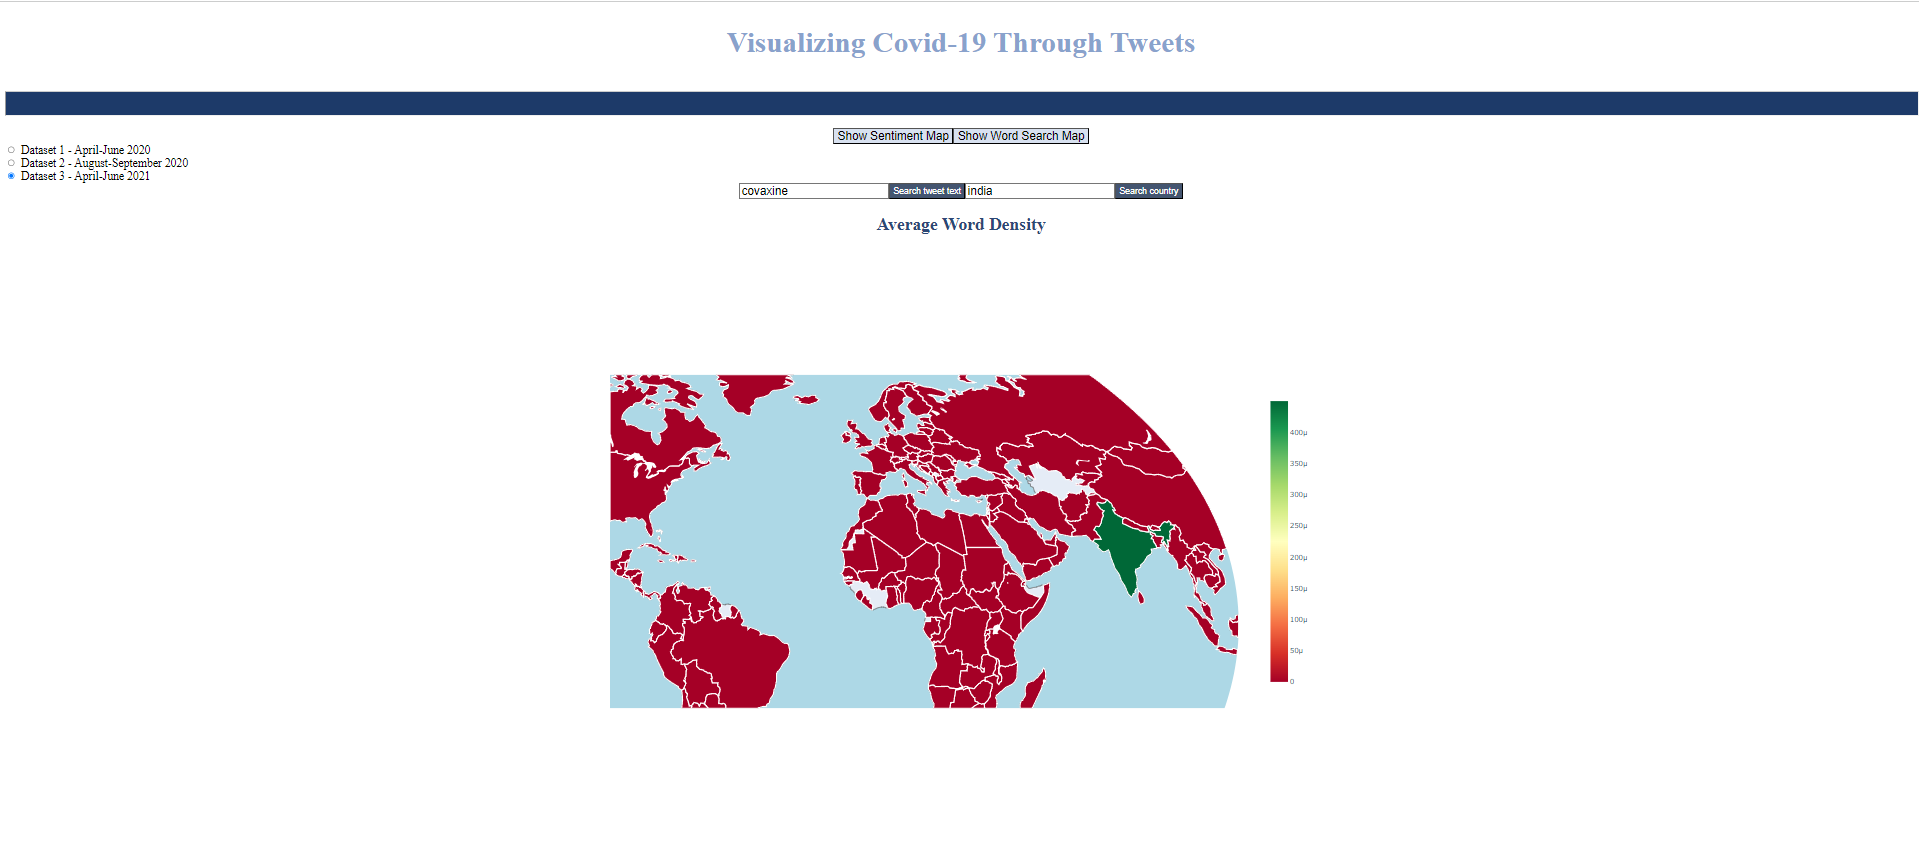 Visualizing Covid-19 Through Tweets
Show Sentiment Map Show Word Search Map
Dataset 1 - April-June 2020
Dataset 2 - August-September 2020
Dataset 3 - April-June 2021
covaxine Search tweet text india Search country
Average Word Density
400μ
350μ
300μ
250μ
200μ
150μ
100μ
50μ
0